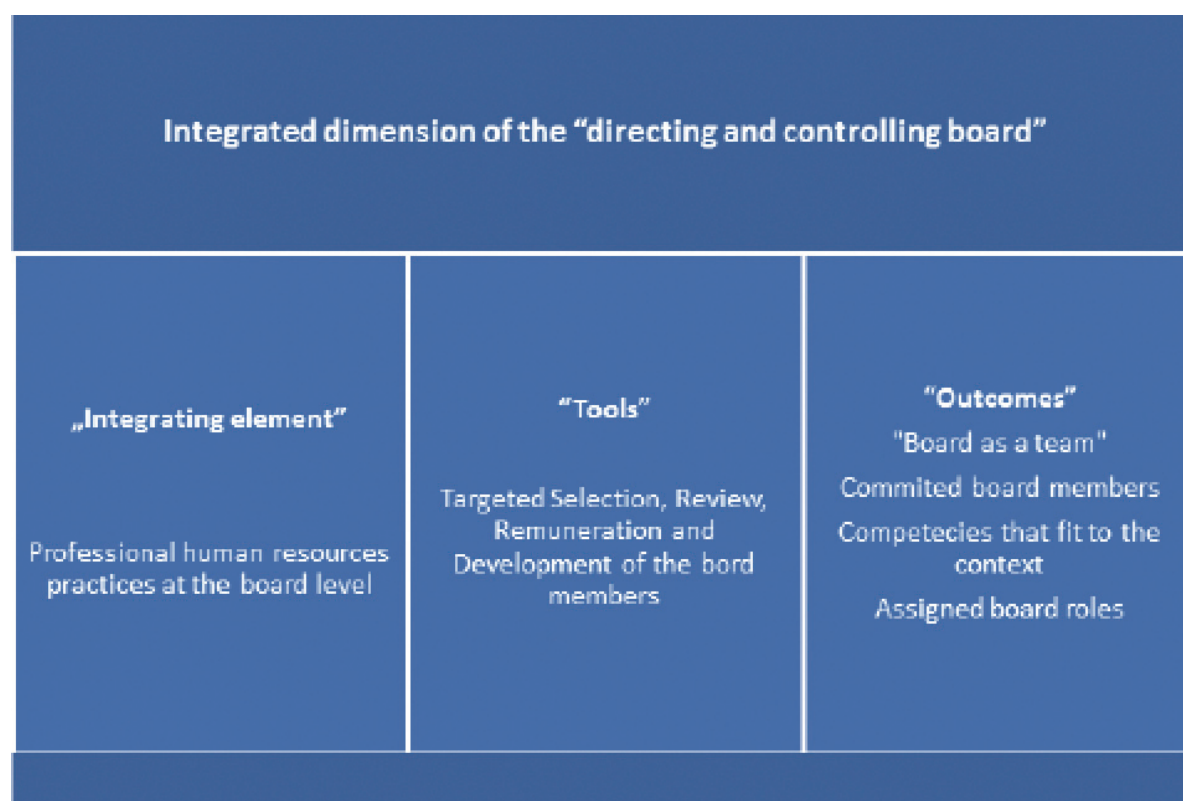 Integrated dimension of the “directing and controlling board”
„Integrating element”
Professional human resources
practices at the board level
“Tools”
Targeted Selection, Review,
Remuneration and
Development of the bord
members
“Outcomes”
"Board as a team"
Commited board members
Competecies that fit to the
context
Assigned board roles